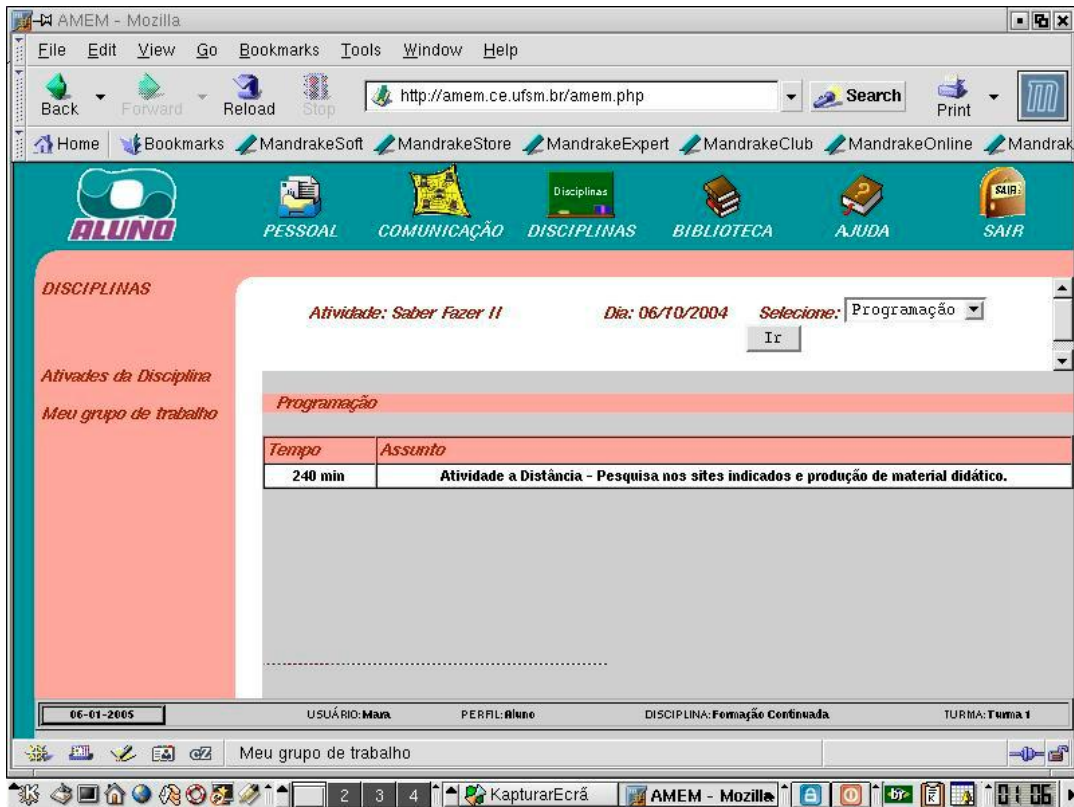 AMEM - Mozilla
File Edit View Go Bookmarks Tools Window Help
Back Forward Reload Stop http://amem.ce.ufsm.br/amem.php Search Print
Home Bookmarks MandrakeSoft MandrakeStore MandrakeExpert MandrakeClub MandrakeOnline Mandrak
Disciplinas SAIR
ALUNO PESSOAL COMUNICAÇÃO DISCIPLINAS BIBLIOTECA AJUDA SAIR
DISCIPLINAS
Atividade: Saber Fazer II Dia: 06/10/2004 Selecione: Programação
Ir
Ativades da Disciplina
Meu grupo de trabalho
Programação
Tempo Assunto
240 min Atividade a Distância - Pesquisa nos sites indicados e produção de material didático.
06-01-2005 USUÁRIO: Mara PERFIL: Aluno DISCIPLINA: Formação Continuada TURMA: Turma 1
Meu grupo de trabalho
2 3 4 KapturarEcrã AMEM - Mozilla 01:06